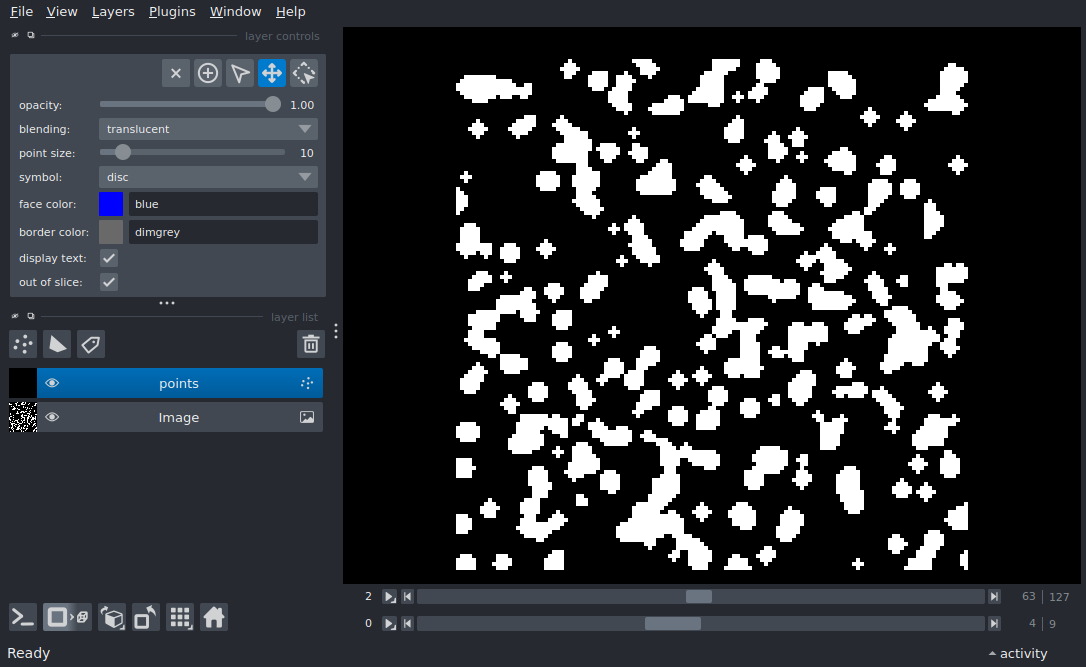 File View Layers Plugins Window Help
layer controls
opacity: 1.00
blending: translucent
point size: 10
symbol: disc
face color: blue
border color: dimgrey
display text:
out of slice:
layer list
points
Image
2 63 | 127
0 4 | 9
Ready activity